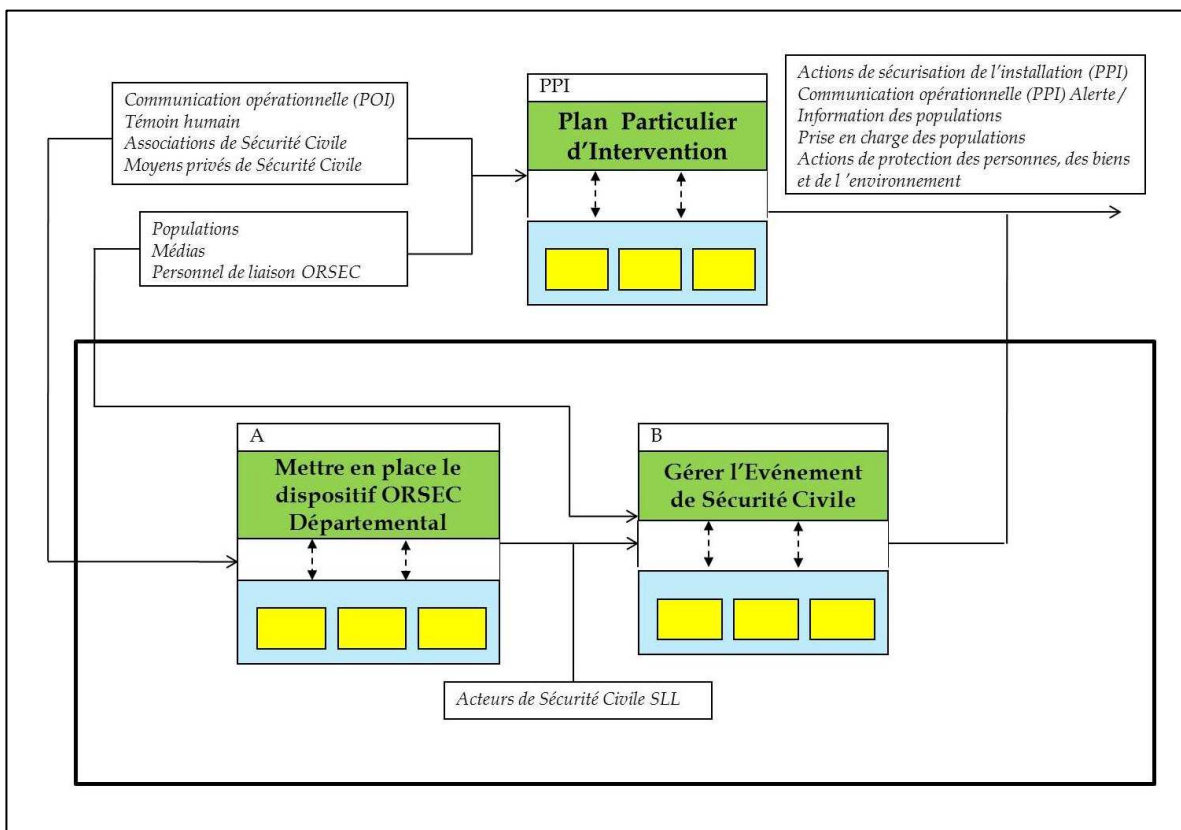 Communication opérationnelle (POI)
Témoin humain
Associations de Sécurité Civile
Moyens privés de Sécurité Civile
Populations
Médias
Personnel de liaison ORSEC
PPI
Plan Particulier
d'Intervention
Actions de sécurisation de l'installation (PPI)
Communication opérationnelle (PPI) Alerte /
Information des populations
Prise en charge des populations
Actions de protection des personnes, des biens
et de l 'environnement
A
Mettre en place le
dispositif ORSEC
Départemental
B
Gérer l'Evénement
de Sécurité Civile
Acteurs de Sécurité Civile SLL